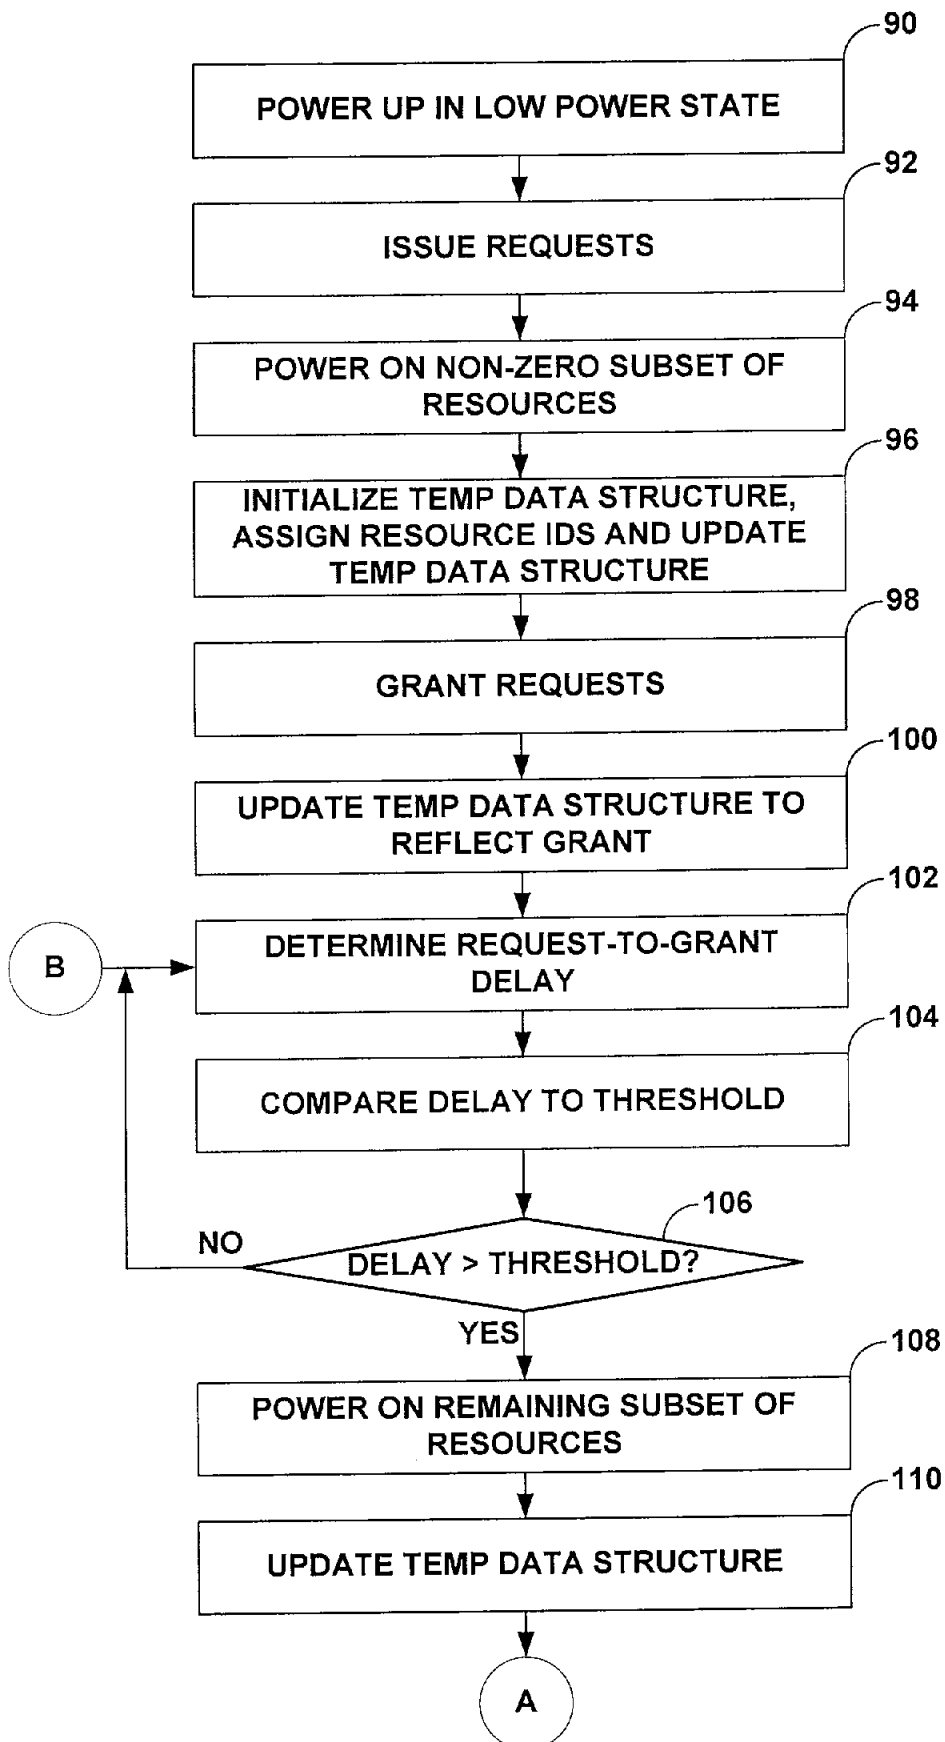 90
POWER UP IN LOW POWER STATE
92
ISSUE REQUESTS
94
POWER ON NON-ZERO SUBSET OF
RESOURCES
96
INITIALIZE TEMP DATA STRUCTURE,
ASSIGN RESOURCE IDS AND UPDATE
TEMP DATA STRUCTURE
98
GRANT REQUESTS
100
UPDATE TEMP DATA STRUCTURE TO
REFLECT GRANT
102
B
DETERMINE REQUEST-TO-GRANT
DELAY
104
COMPARE DELAY TO THRESHOLD
106
NO
DELAY > THRESHOLD?
YES
108
POWER ON REMAINING SUBSET OF
RESOURCES
110
UPDATE TEMP DATA STRUCTURE
A